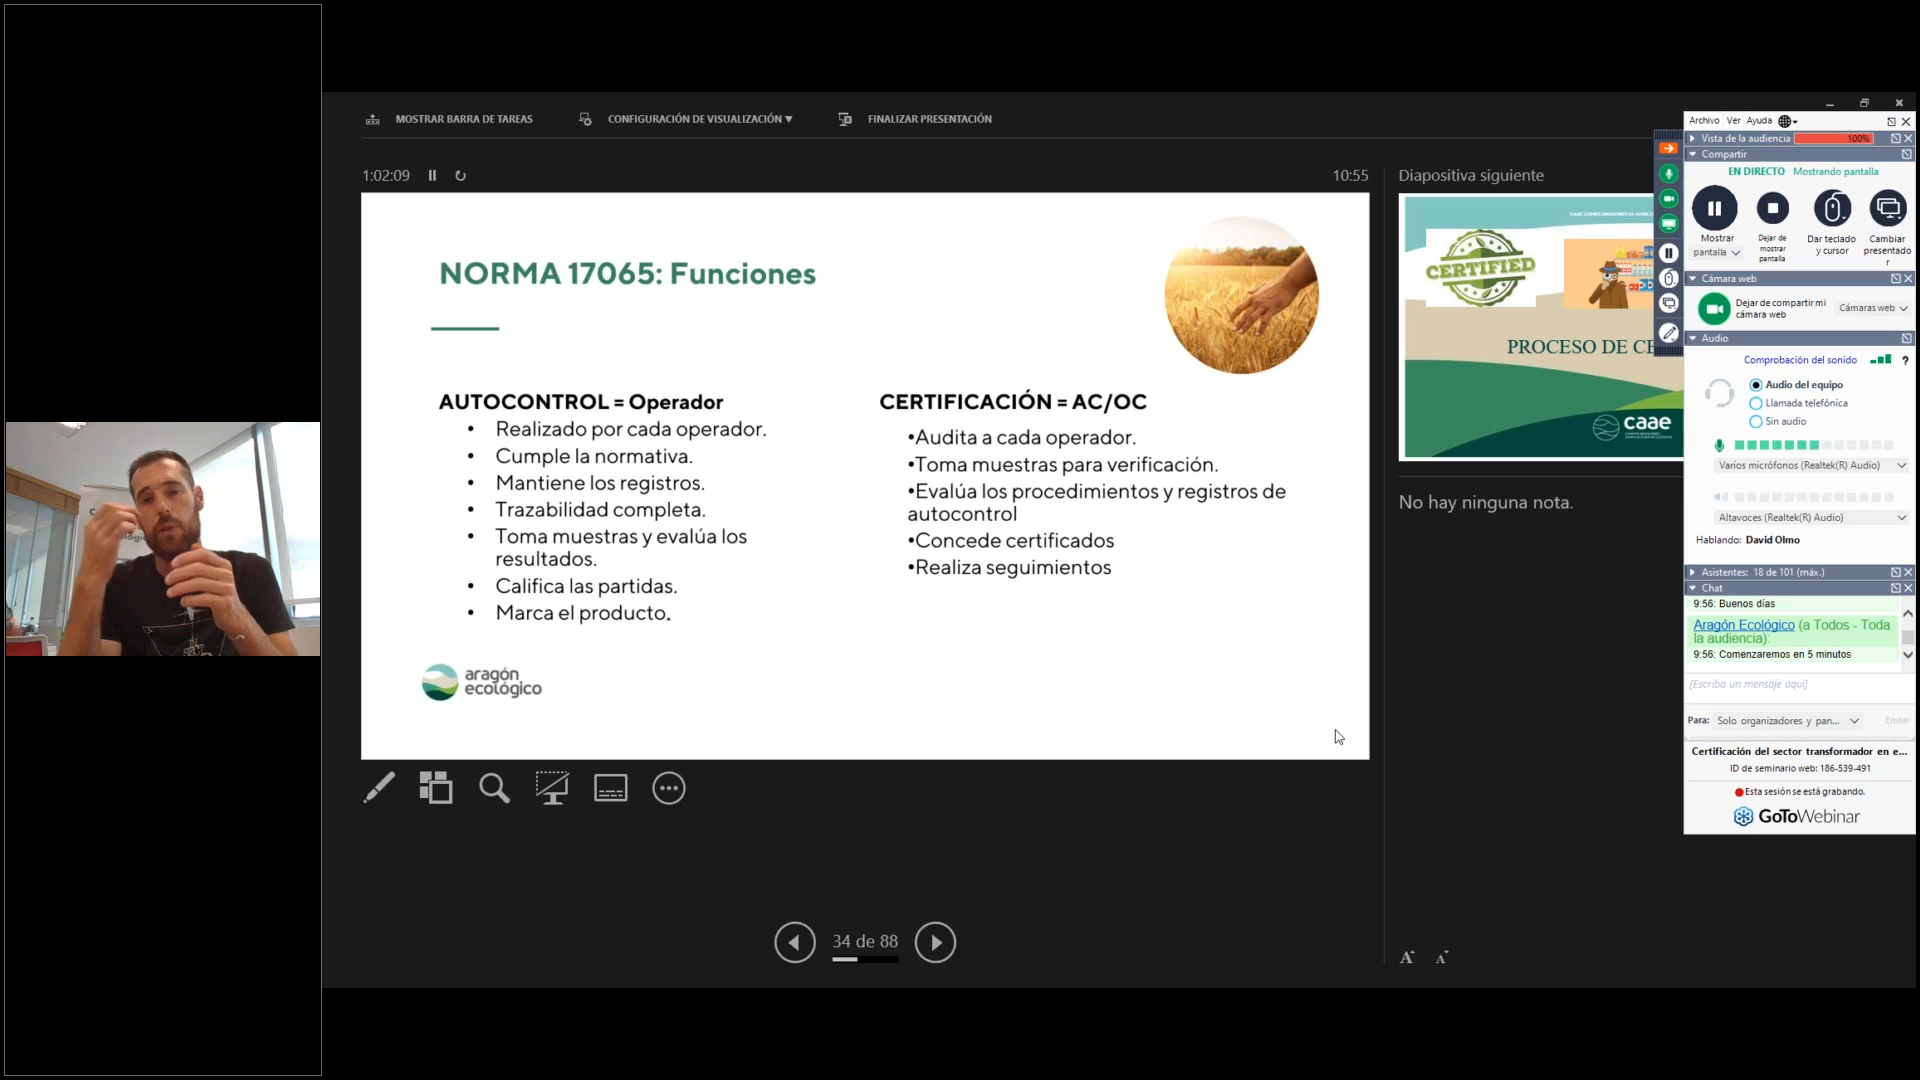 MOSTRAR BARRA DE TAREAS
CONFIGURACIÓN DE VISUALIZACIÓN ▼
FINALIZAR PRESENTACIÓN
1:02:09
10:55
NORMA 17065: Funciones
AUTOCONTROL = Operador
• Realizado por cada operador.
• Cumple la normativa.
• Mantiene los registros.
• Trazabilidad completa.
• Toma muestras y evalúa los
resultados.
• Califica las partidas.
• Marca el producto.
CERTIFICACIÓN = AC/OC
•Audita a cada operador.
•Toma muestras para verificación.
•Evalúa los procedimientos y registros de
autocontrol
•Concede certificados
•Realiza seguimientos
aragón
ecológico
34 de 88
Diapositiva siguiente
CERTIFIED
PROCESO DE CE
caae
No hay ninguna nota.
Archivo Ver Ayuda
Vista de la audiencia 100%
Compartir
EN DIRECTO Mostrando pantalla
Mostrar
pantalla
Dejar de
mostrar
pantalla
Dar teclado
y cursor
Cambiar
presentado
r
Cámara web
Dejar de compartir mi
cámara web
Cámaras web
Audio
Comprobación del sonido
?
Audio del equipo
Llamada telefónica
Sin audio
Varios micrófonos (Realtek(R) Audio)
Altavoces (Realtek(R) Audio)
Hablando: David Olmo
Asistentes: 18 de 101 (máx.)
Chat
9:56: Buenos días
Aragón Ecológico (a Todos - Toda
la audiencia):
9:56: Comenzaremos en 5 minutos
[Escriba un mensaje aquí]
Para: Solo organizadores y pan...
Enviar
Certificación del sector transformador en e...
ID de seminario web: 186-539-491
Esta sesión se está grabando.
GoToWebinar